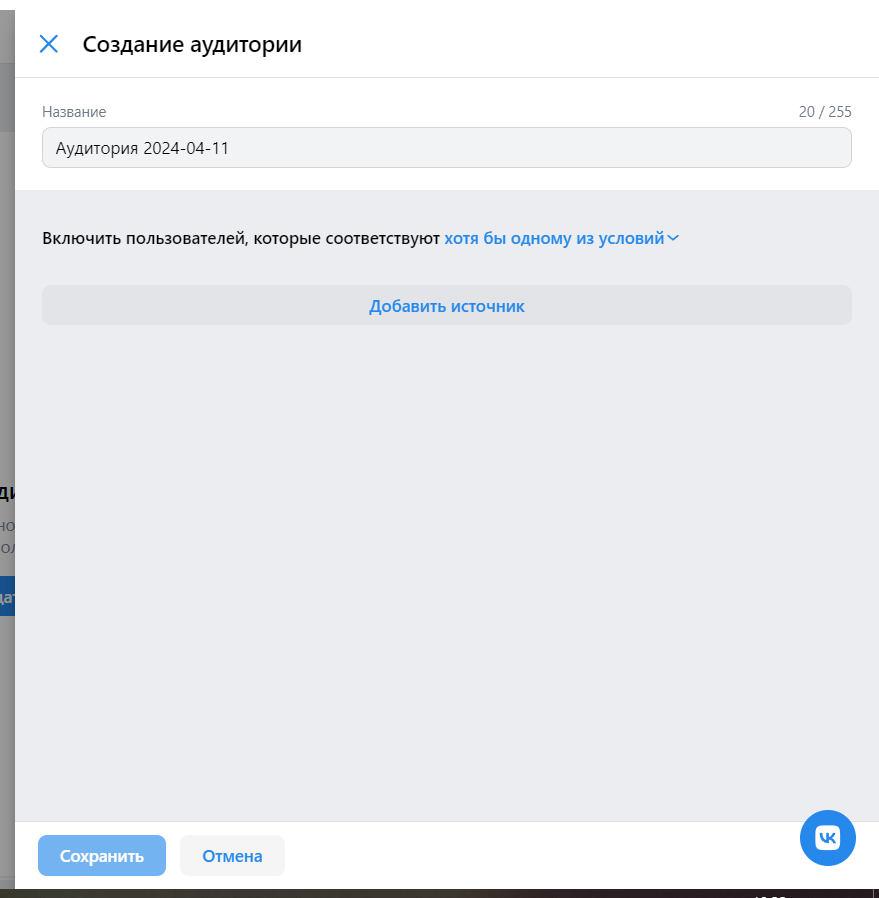 Создание аудитории
Название
20 / 255
Аудитория 2024-04-11
Включить пользователей, которые соответствуют хотя бы одному из условий
Добавить источник
Сохранить
Отмена